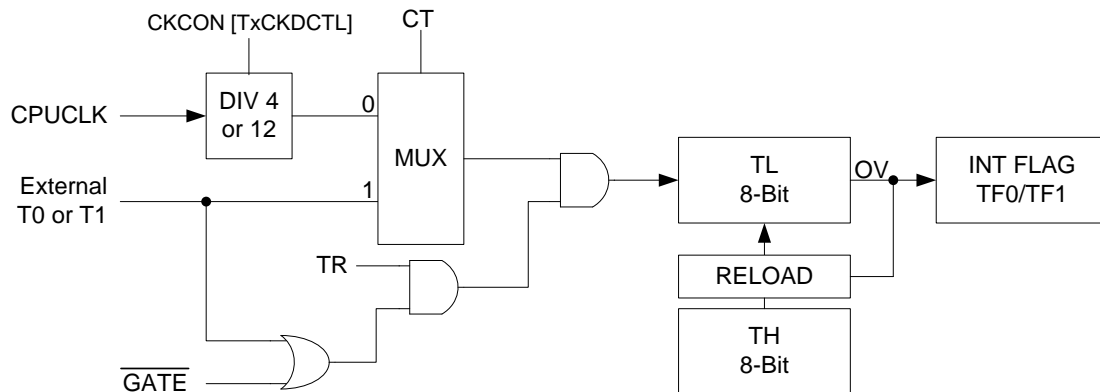 CKCON [TxCKDCTL]
CT
CPUCLK
DIV 4
or 12
0
MUX
External
T0 or T1
1
TL
8-Bit
OV
INT FLAG
TF0/TF1
TR
RELOAD
TH
8-Bit
GATE